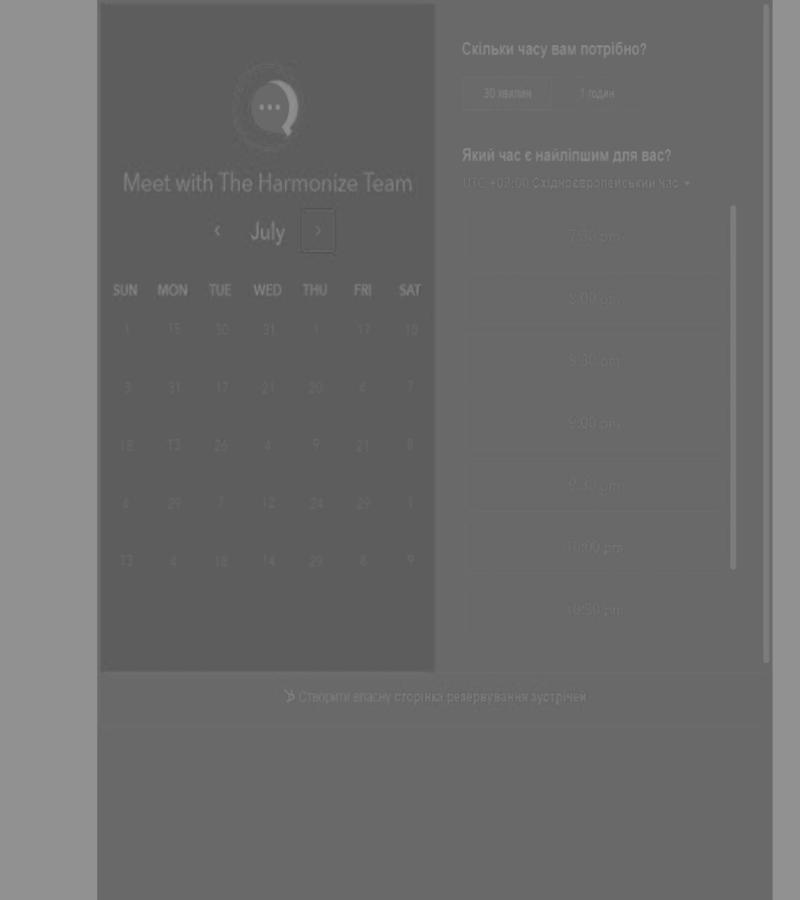 Meet with The Harmonize Team
July
SUN MON TUE WED THU FRI SAT
1 15 30 31 1 17 10
3 31 17 21 20 6 7
18 13 26 4 9 21 8
4 29 7 12 24 29 1
13 4 18 14 29 8 9
Скільки часу вам потрібно?
30 хвилин 1 годин
Який час є найліпшим для вас?
UTC +03:00 Східноєвропейський час
7:30 pm
8:00 pm
8:30 pm
9:00 pm
9:30 pm
10:00 pm
10:30 pm
Створити власну сторінка резервування зустрічей